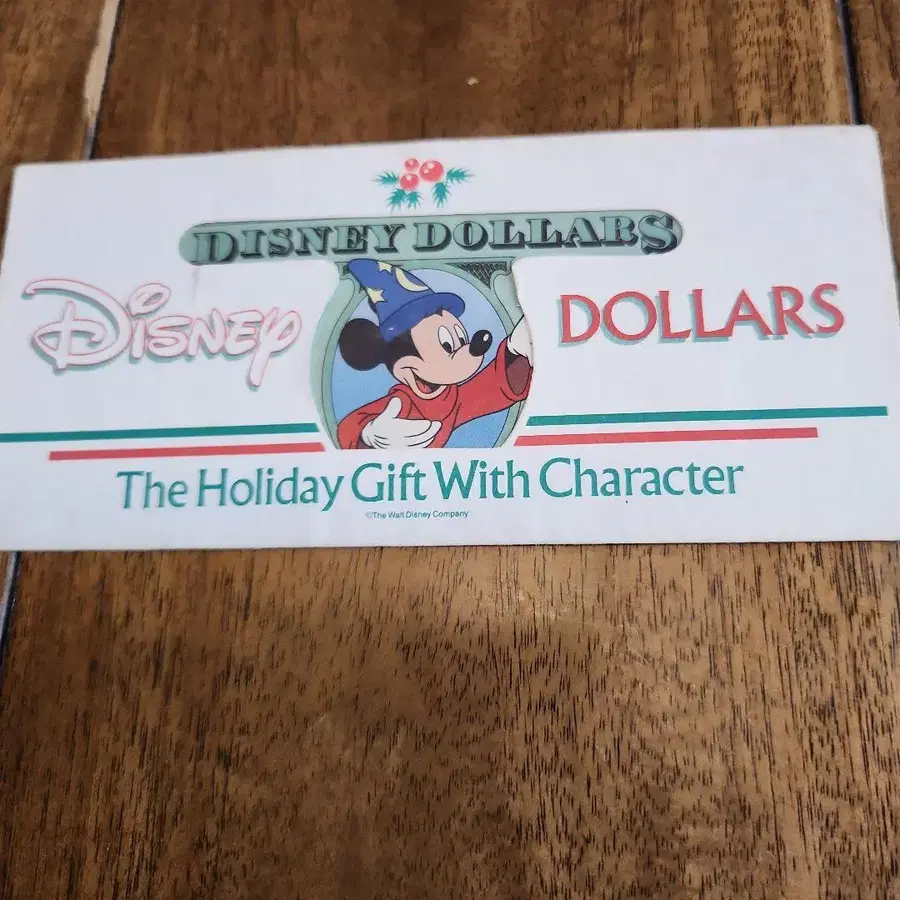 DISNEY DOLLARS
Disney DOLLARS
The Holiday Gift With Character
©The Walt Disney Company